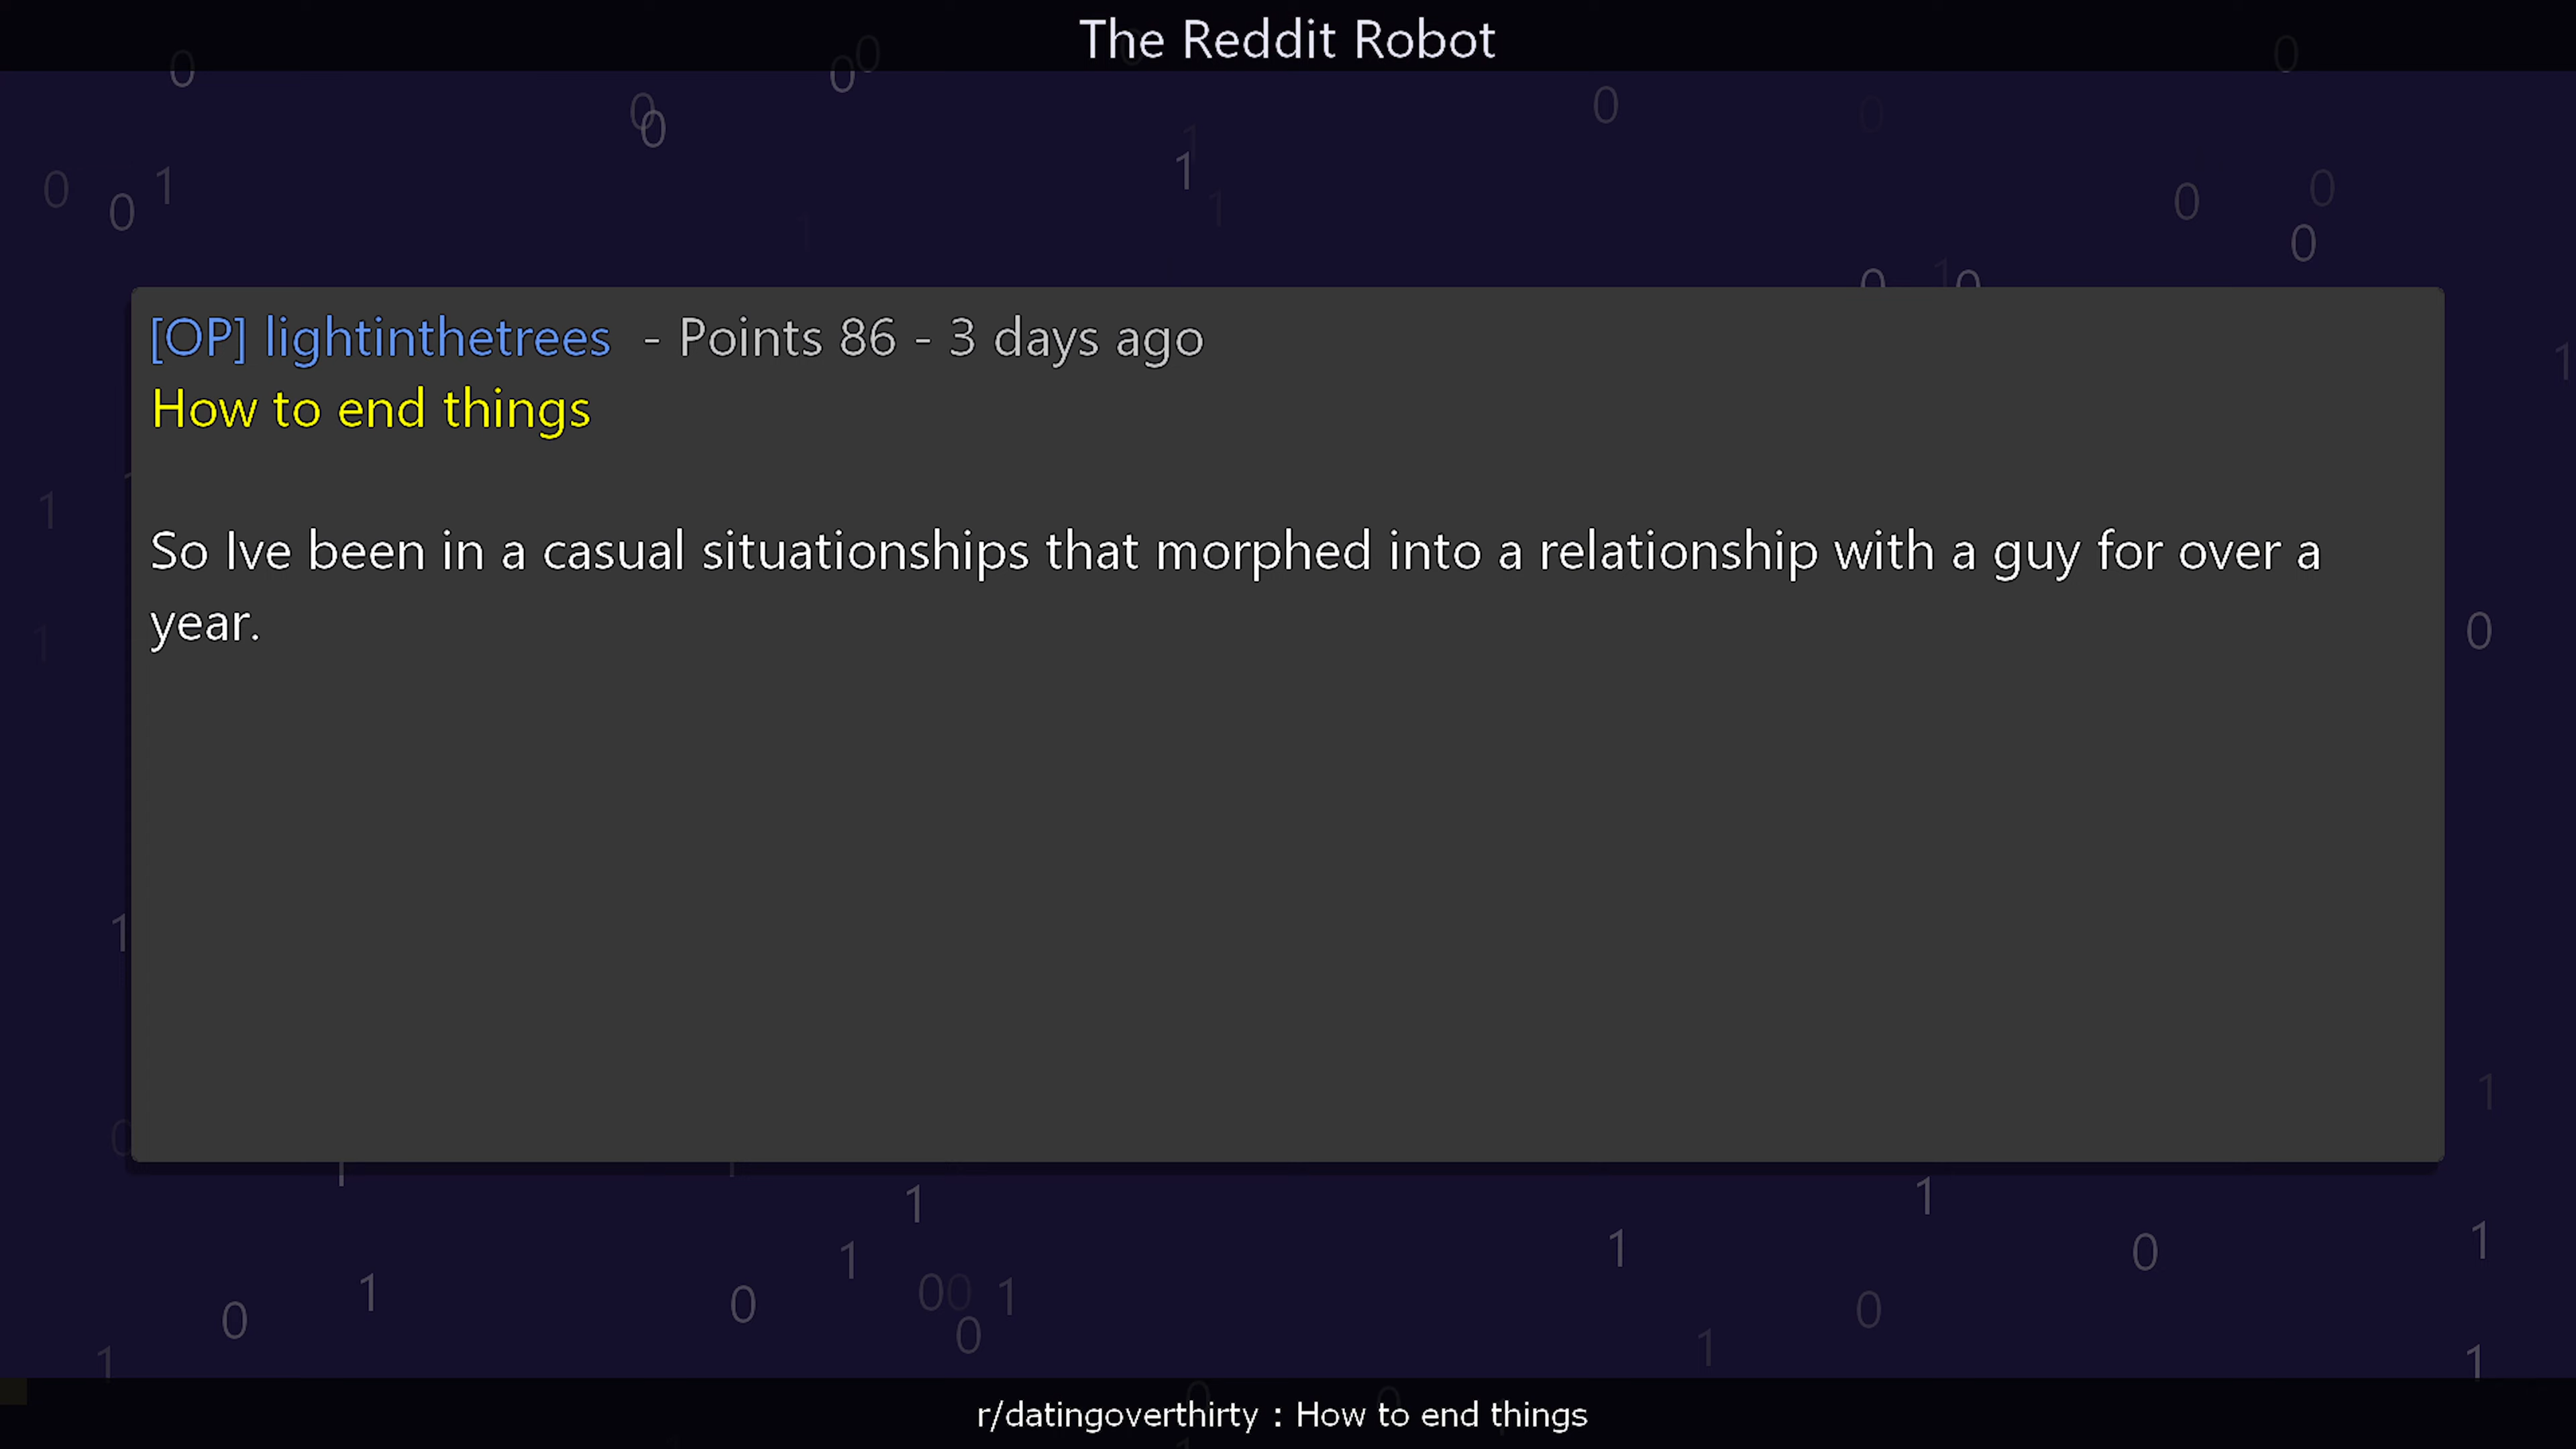 The Reddit Robot
[OP] lightinthetrees - Points 86 - 3 days ago
How to end things
So Ive been in a casual situationships that morphed into a relationship with a guy for over a
year.
r/datingoverthirty : How to end things